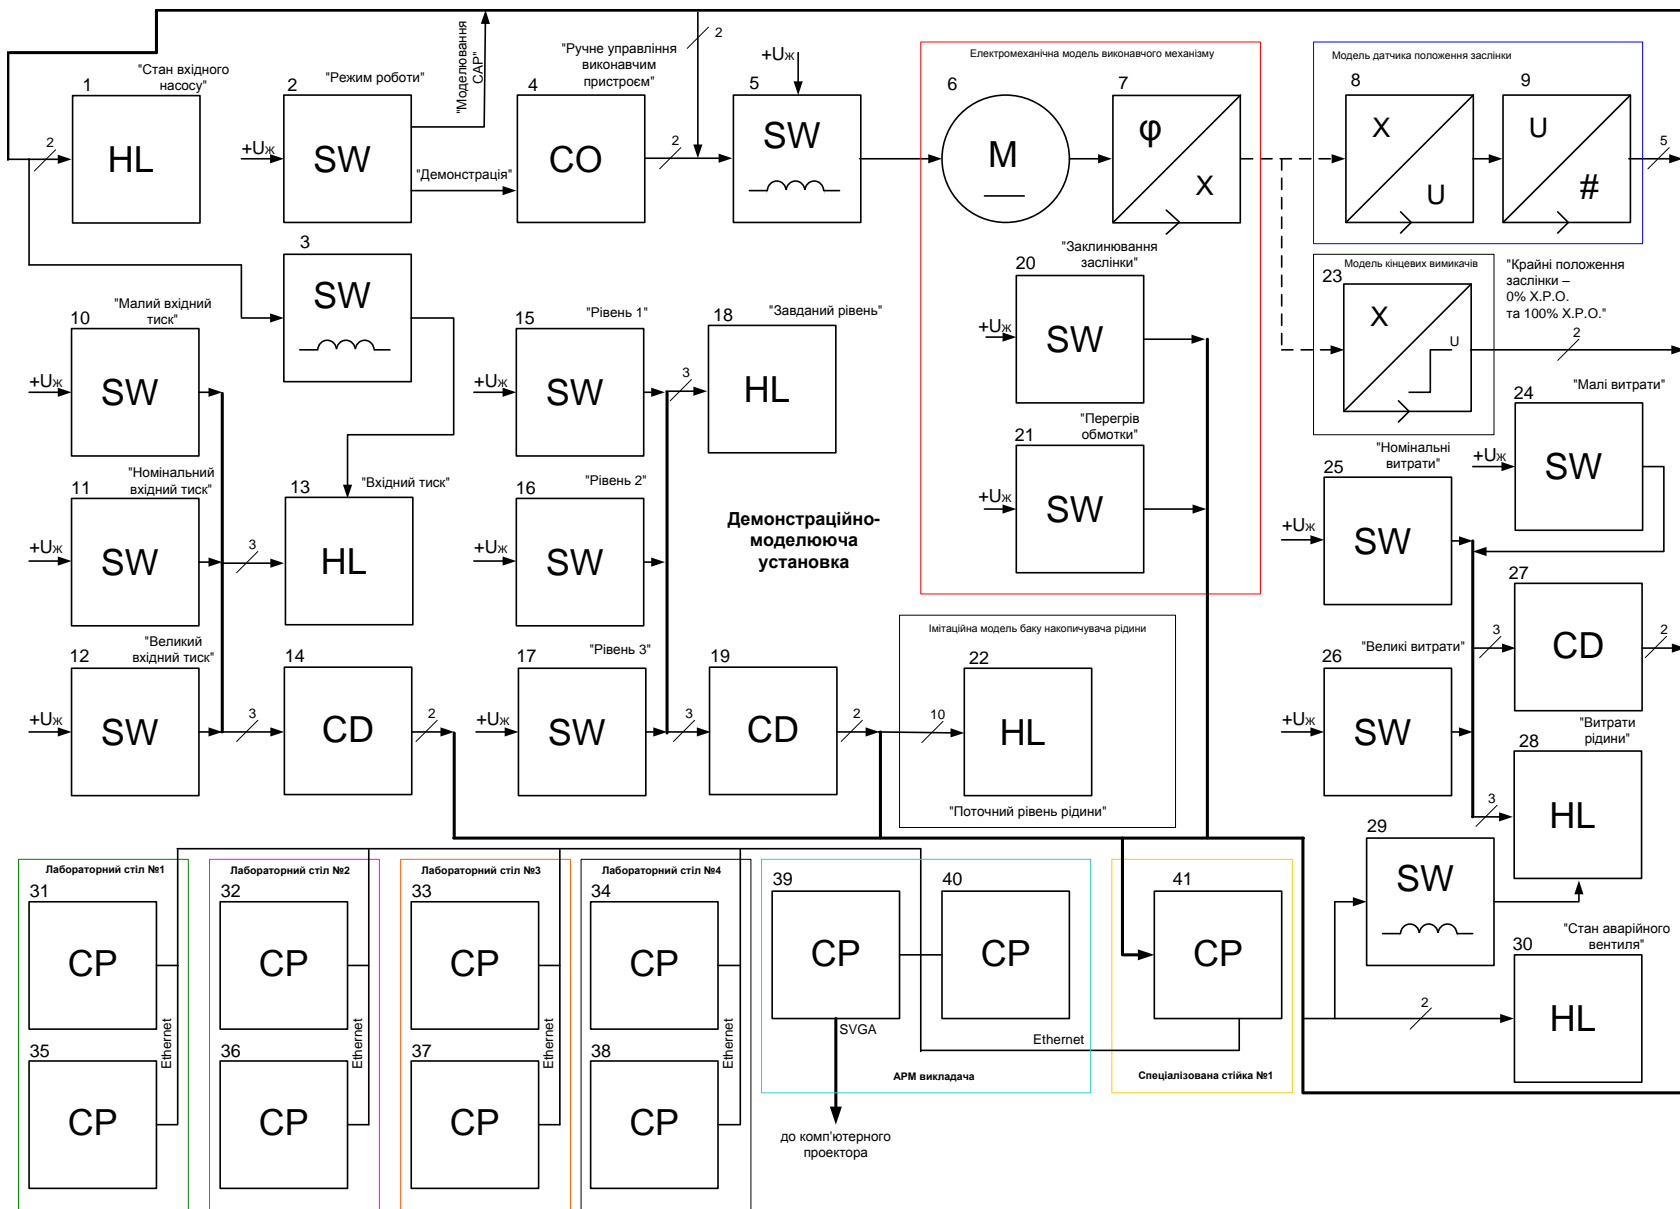 "Стан вхідного
насосу"
1
HL
2
"Режим роботи"
2
+Uж
SW
"Моделювання
САР"
"Демонстрація"
"Ручне управління
виконавчим
пристроєм"
4
CO
2
2
+Uж
5
SW
Електромеханічна модель виконавчого механізму
6
M
7
φ
X
Модель датчика положення заслінки
8
X
U
9
U
#
5
3
SW
"Малий вхідний
тиск"
10
+Uж
SW
"Номінальний
вхідний тиск"
11
+Uж
SW
3
"Великий
вхідний тиск"
12
+Uж
SW
3
13
"Вхідний тиск"
HL
14
CD
2
15
"Рівень 1"
+Uж
SW
3
16
"Рівень 2"
+Uж
SW
17
"Рівень 3"
+Uж
SW
3
18
"Завданий рівень"
HL
Демонстраційно-
моделююча
установка
19
CD
2
"Заклинювання
заслінки"
20
+Uж
SW
"Перегрів
обмотки"
21
+Uж
SW
Імітаційна модель баку накопичувача рідини
22
10
HL
"Поточний рівень рідини"
Модель кінцевих вимикачів
23
X
U
"Крайні положення
заслінки –
0% Х.Р.О.
та 100% Х.Р.О."
2
"Малі витрати"
24
+Uж
SW
"Номінальні
витрати"
25
+Uж
SW
"Великі витрати"
26
+Uж
SW
3
27
CD
2
"Витрати
рідини"
28
3
HL
29
SW
"Стан аварійного
вентиля"
30
2
HL
Лабораторний стіл №1
31
CP
35
CP
Ethernet
Лабораторний стіл №2
32
CP
36
CP
Ethernet
Лабораторний стіл №3
33
CP
37
CP
Ethernet
Лабораторний стіл №4
34
CP
38
CP
Ethernet
39
CP
40
CP
SVGA
АРМ викладача
до комп'ютерного
проектора
41
CP
Ethernet
Спеціалізована стійка №1